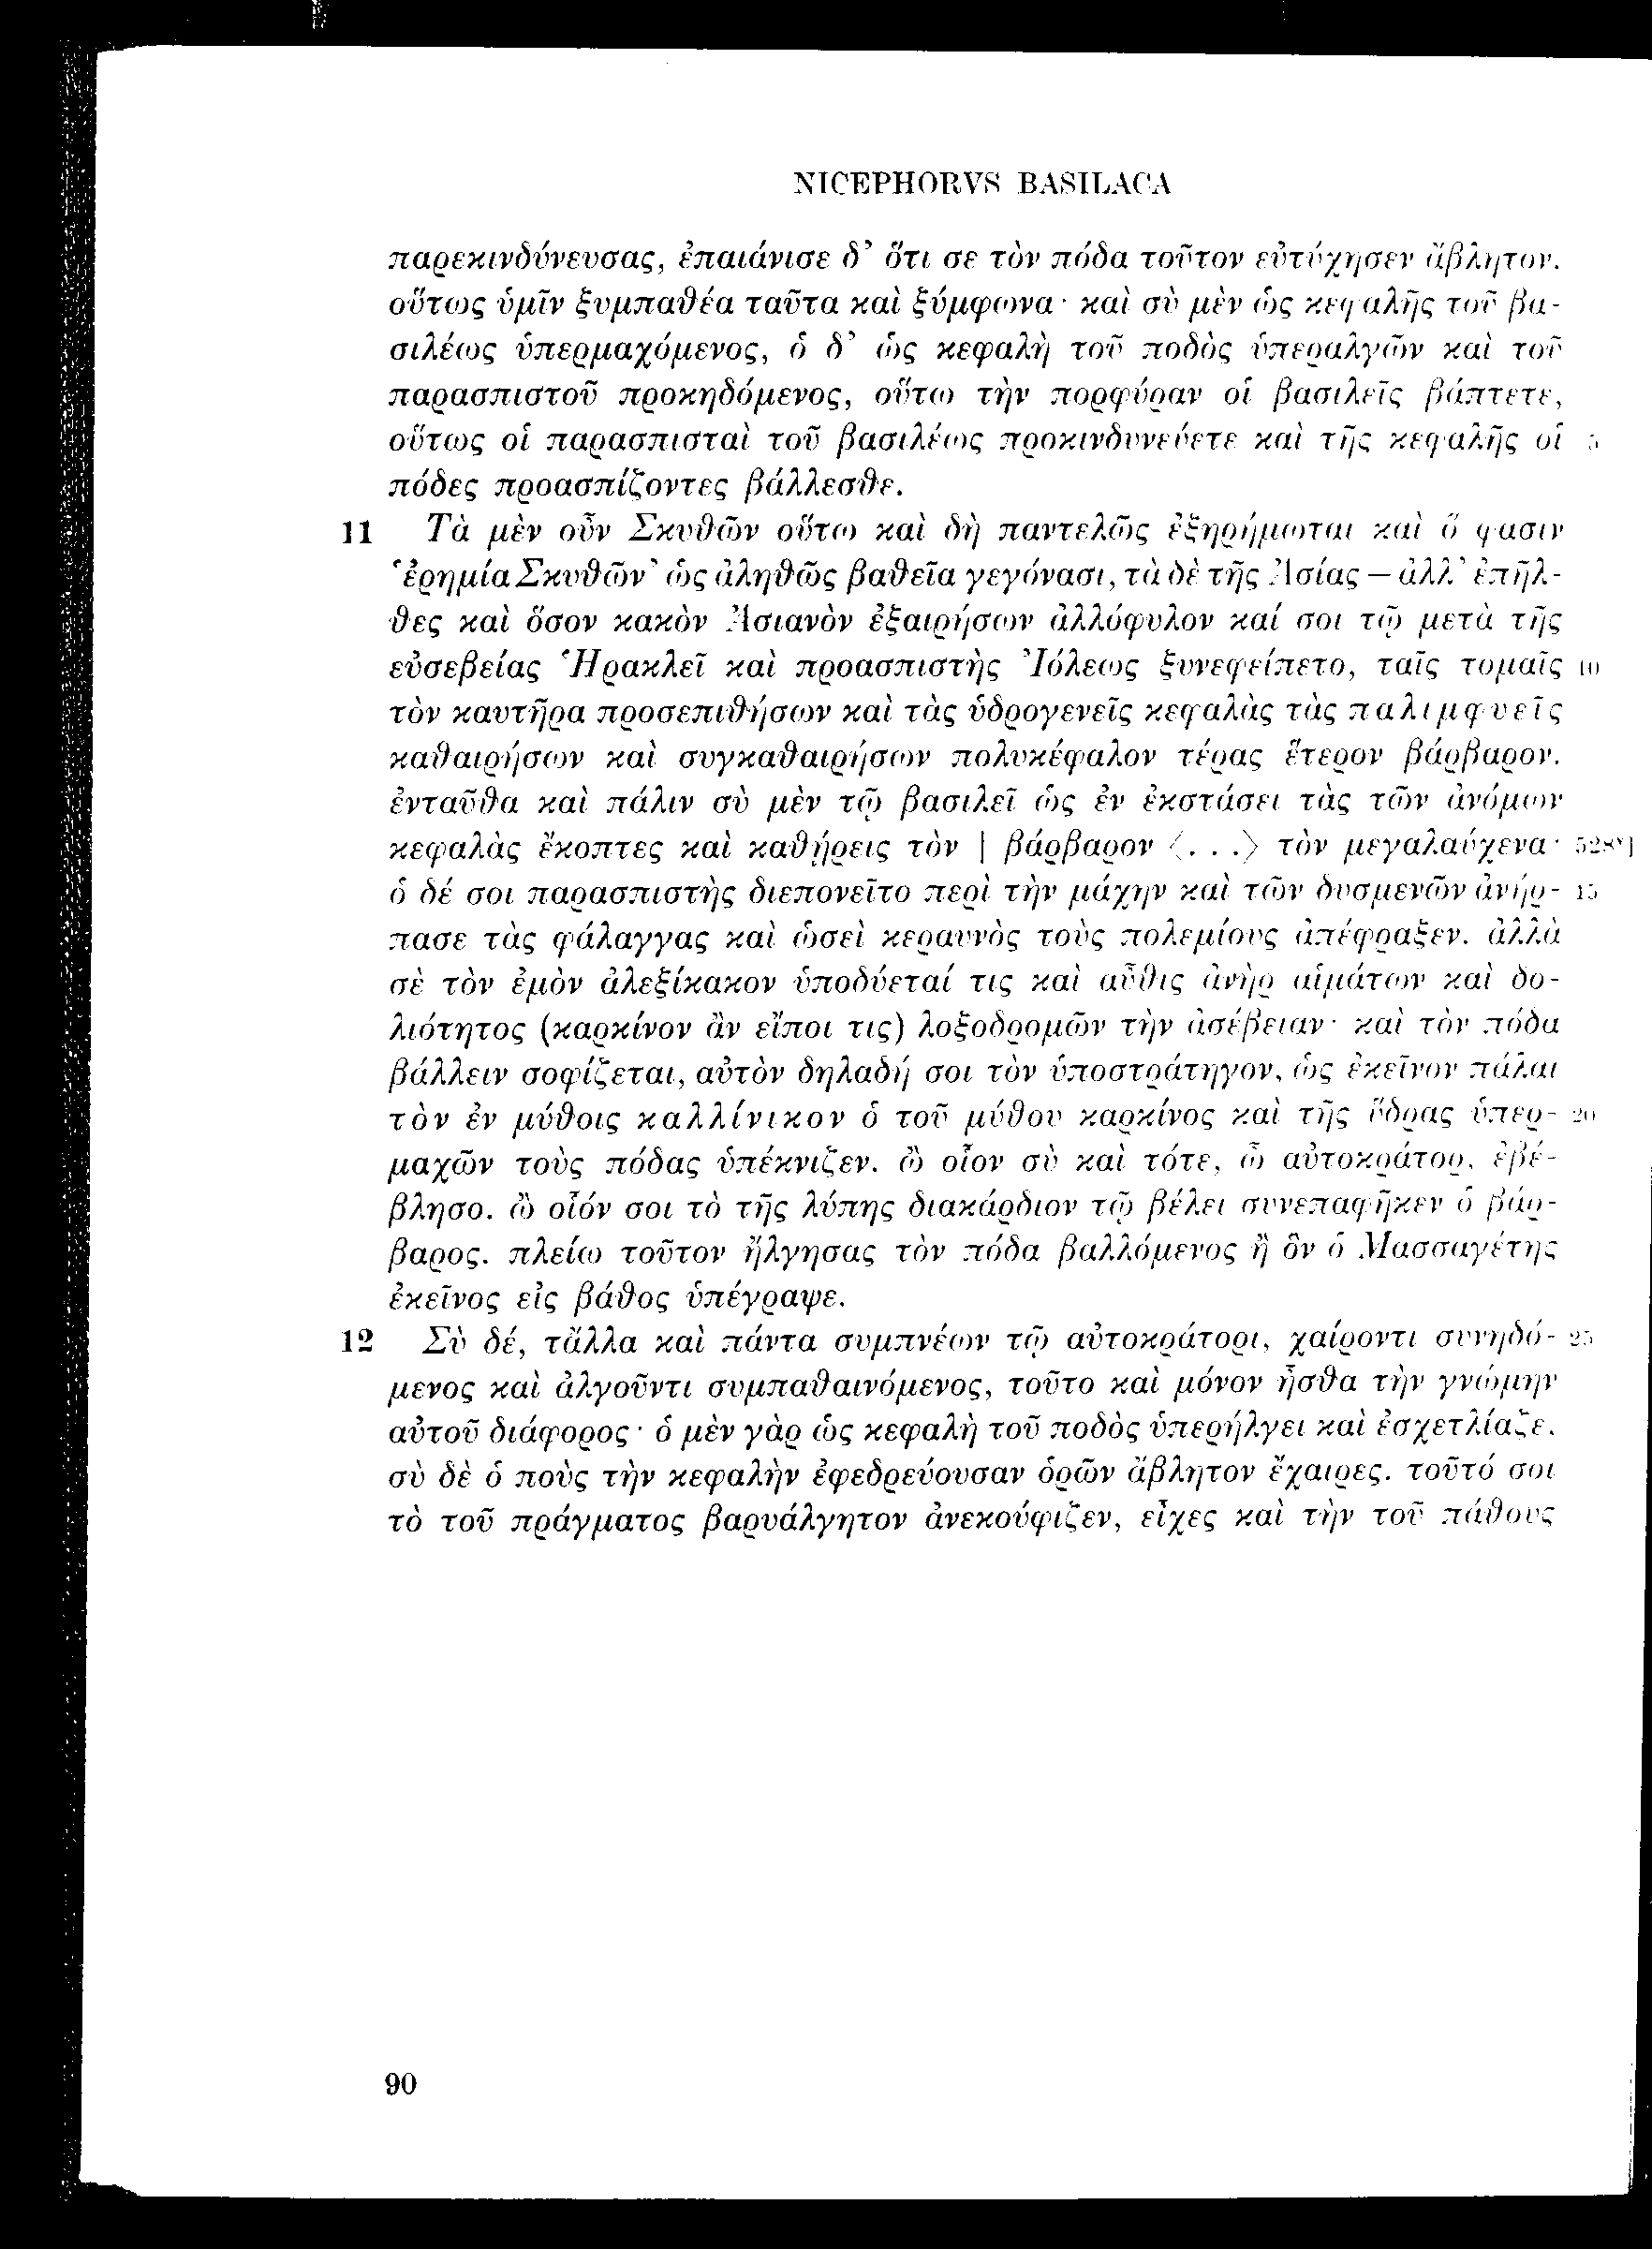 NICEPHORVS BASILACA
παρεκινδύνευσας, ἐπαιάνισε δ’ ὅτι σε τὸν πόδα τοῦτον εὐτύχησεν ἄβλητον.
οὕτως ὑμῖν ξυμπαθέα ταῦτα καὶ ξύμφωνα· καὶ σὺ μὲν ὡς κεφαλῆς τοῦ βα-
σιλέως ὑπερμαχόμενος, ὁ δ’ ὡς κεφαλὴ τοῦ ποδὸς ὑπεραλγῶν καὶ τοῦ
παρασπιστοῦ προκηδόμενος, οὕτω τὴν πορφύραν οἱ βασιλεῖς βάπτετε,
οὕτως οἱ παρασπισταὶ τοῦ βασιλέως προκινδυνεύετε καὶ τῆς κεφαλῆς οἱ 5
πόδες προασπίζοντες βάλλεσθε.
11 Τὰ μὲν οὖν Σκυθῶν οὕτω καὶ δὴ παντελῶς ἐξηρήμωται καὶ ὅ φασιν
‘ἐρημία Σκυθῶν’ ὡς ἀληθῶς βαθεῖα γεγόνασι, τὰ δὲ τῆς Ἀσίας – ἀλλ’ ἐπῆλ-
θες καὶ ὅσον κακὸν Ἀσιανὸν ἐξαιρήσων ἀλλόφυλον καί σοι τῷ μετὰ τῆς
εὐσεβείας Ἡρακλεῖ καὶ προασπιστὴς Ἰόλεως ξυνεφείπετο, ταῖς τομαῖς 10
τὸν καυτῆρα προσεπιθήσων καὶ τὰς ὑδρογενεῖς κεφαλὰς τὰς παλιμφυεῖς
καθαιρήσων καὶ συγκαθαιρήσων πολυκέφαλον τέρας ἕτερον βάρβαρον.
ἐνταῦθα καὶ πάλιν σὺ μὲν τῷ βασιλεῖ ὡς ἐν ἐκστάσει τὰς τῶν ἀνόμων
κεφαλὰς ἔκοπτες καὶ καθῄρεις τὸν | βάρβαρον ⟨. . .⟩ τὸν μεγαλαύχενα· 528ᵛ]
ὁ δέ σοι παρασπιστὴς διεπονεῖτο περὶ τὴν μάχην καὶ τῶν δυσμενῶν ἀνήρ- 15
πασε τὰς φάλαγγας καὶ ὡσεὶ κεραυνὸς τοὺς πολεμίους ἀπέφραξεν. ἀλλὰ
σὲ τὸν ἐμὸν ἀλεξίκακον ὑποδύεταί τις καὶ αὖθις ἀνὴρ αἱμάτων καὶ δο-
λιότητος (καρκίνον ἂν εἴποι τις) λοξοδρομῶν τὴν ἀσέβειαν· καὶ τὸν πόδα
βάλλειν σοφίζεται, αὐτὸν δηλαδή σοι τὸν ὑποστράτηγον, ὡς ἐκεῖνον πάλαι
τὸν ἐν μύθοις καλλίνικον ὁ τοῦ μύθου καρκίνος καὶ τῆς ὕδρας ὑπερ- 20
μαχῶν τοὺς πόδας ὑπέκνιζεν. ὢ οἷον σὺ καὶ τότε, ὦ αὐτοκράτορ, ἐβέ-
βλησο. ὢ οἷόν σοι τὸ τῆς λύπης διακάρδιον τῷ βέλει συνεπαφῆκεν ὁ βάρ-
βαρος. πλείω τοῦτον ἤλγησας τὸν πόδα βαλλόμενος ἢ ὃν ὁ Μασσαγέτης
ἐκεῖνος εἰς βάθος ὑπέγραψε.
12 Σὺ δέ, τἄλλα καὶ πάντα συμπνέων τῷ αὐτοκράτορι, χαίροντι συνηδό- 25
μενος καὶ ἀλγοῦντι συμπαθαινόμενος, τοῦτο καὶ μόνον ἦσθα τὴν γνώμην
αὐτοῦ διάφορος· ὁ μὲν γὰρ ὡς κεφαλὴ τοῦ ποδὸς ὑπερήλγει καὶ ἐσχετλίαζε.
σὺ δὲ ὁ ποὺς τὴν κεφαλὴν ἐφεδρεύουσαν ὁρῶν ἄβλητον ἔχαιρες. τοῦτό σοι
τὸ τοῦ πράγματος βαρυάλγητον ἀνεκούφιζεν, εἶχες καὶ τὴν τοῦ πάθους
90